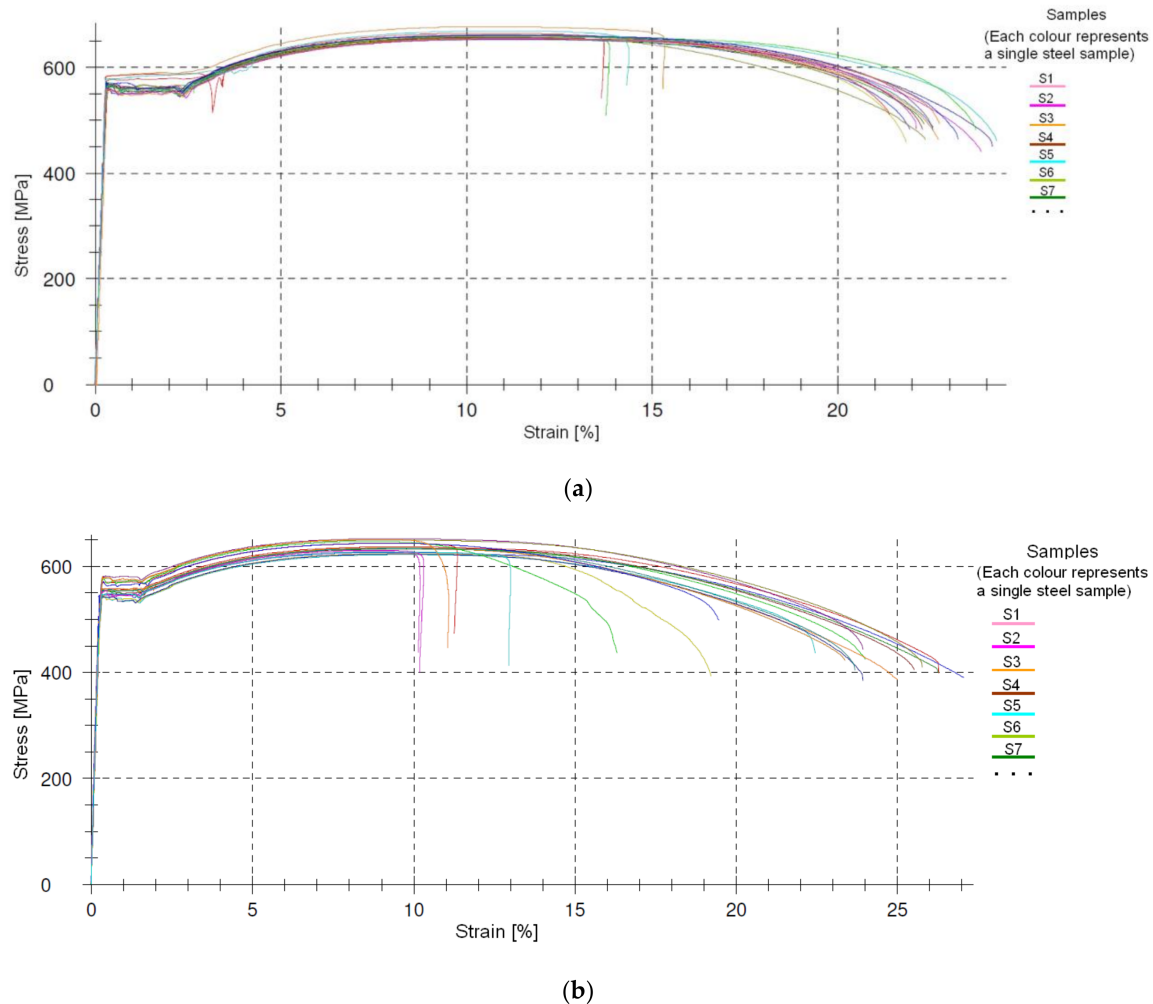 Samples
(Each colour represents
a single steel sample)
S1
S2
S3
S4
S5
S6
S7
. . .
600
400
200
0
Stress [MPa]
0 5 10 15 20
Strain [%]
(a)
Samples
(Each colour represents
a single steel sample)
S1
S2
S3
S4
S5
S6
S7
. . .
600
400
200
0
Stress [MPa]
0 5 10 15 20 25
Strain [%]
(b)